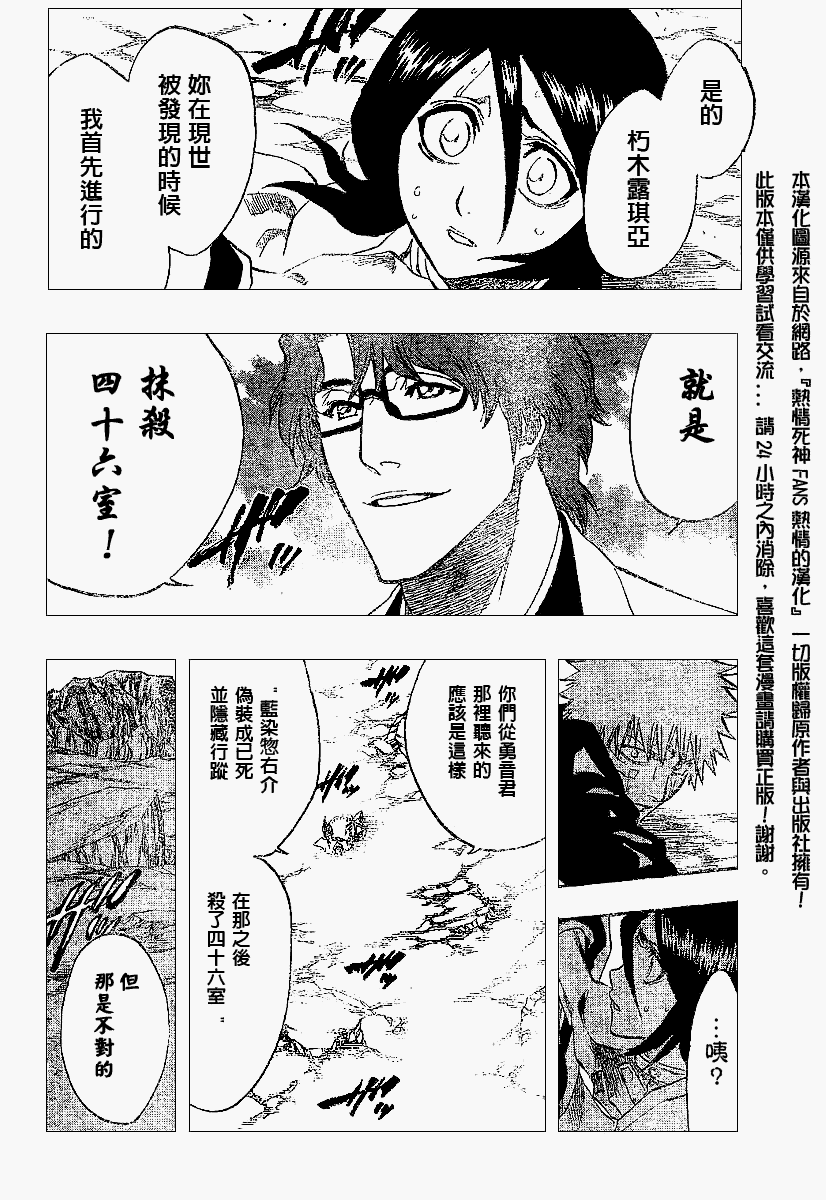 是的
朽木露琪亞
妳在現世
被發現的時候
我首先進行的
就是
抹殺
四十六室！
…咦？
你們從勇音君
那裡聽來的
應該是這樣
"藍染惣右介
偽裝成已死
並隱藏行蹤
在那之後
殺了四十六室"
但
那是不對的
本漢化圖源來自於網路，『熱情死神 FANS 熱情的漢化』一切版權歸原作者與出版社擁有！
此版本僅供學習試看交流... 請 24 小時之內消除，喜歡這套漫畫請購買正版！謝謝。